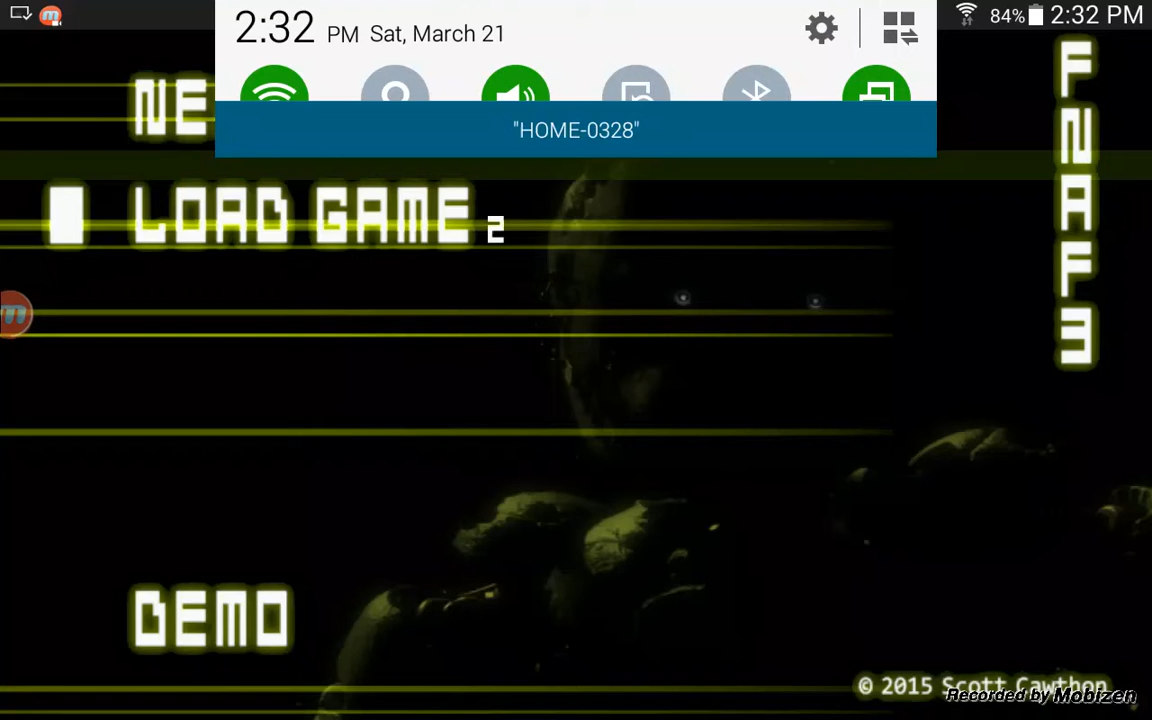 84% 2:32 PM
2:32 PM Sat, March 21
"HOME-0328"
NE
LOAD GAME 2
DEMO
FNAF3
© 2015 Scott Cawthon
Recorded by Mobizen